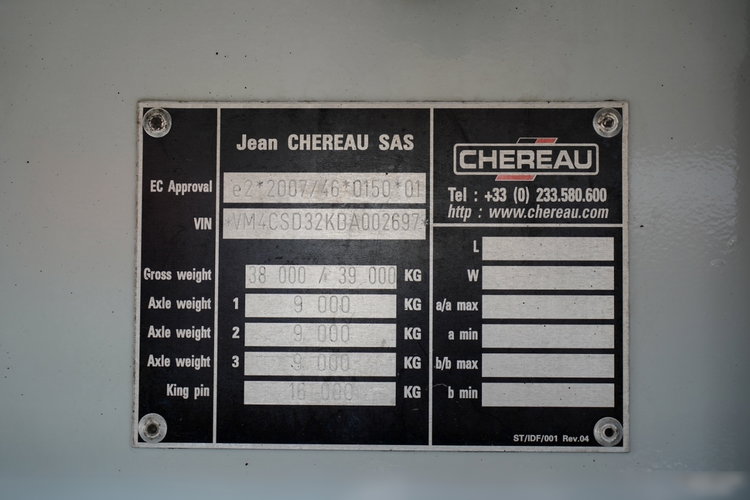 Jean CHEREAU SAS
EC Approval e2*2007/46*0150*01
VIN *VM4CSD32KDA002697*
Gross weight 38 000 / 39 000 KG
Axle weight 1 9 000 KG
Axle weight 2 9 000 KG
Axle weight 3 9 000 KG
King pin 16 000 KG
CHEREAU
Tel : +33 (0) 233.580.600
http : www.chereau.com
L
W
a/a max
a min
b/b max
b min
ST/IDF/001 Rev.04